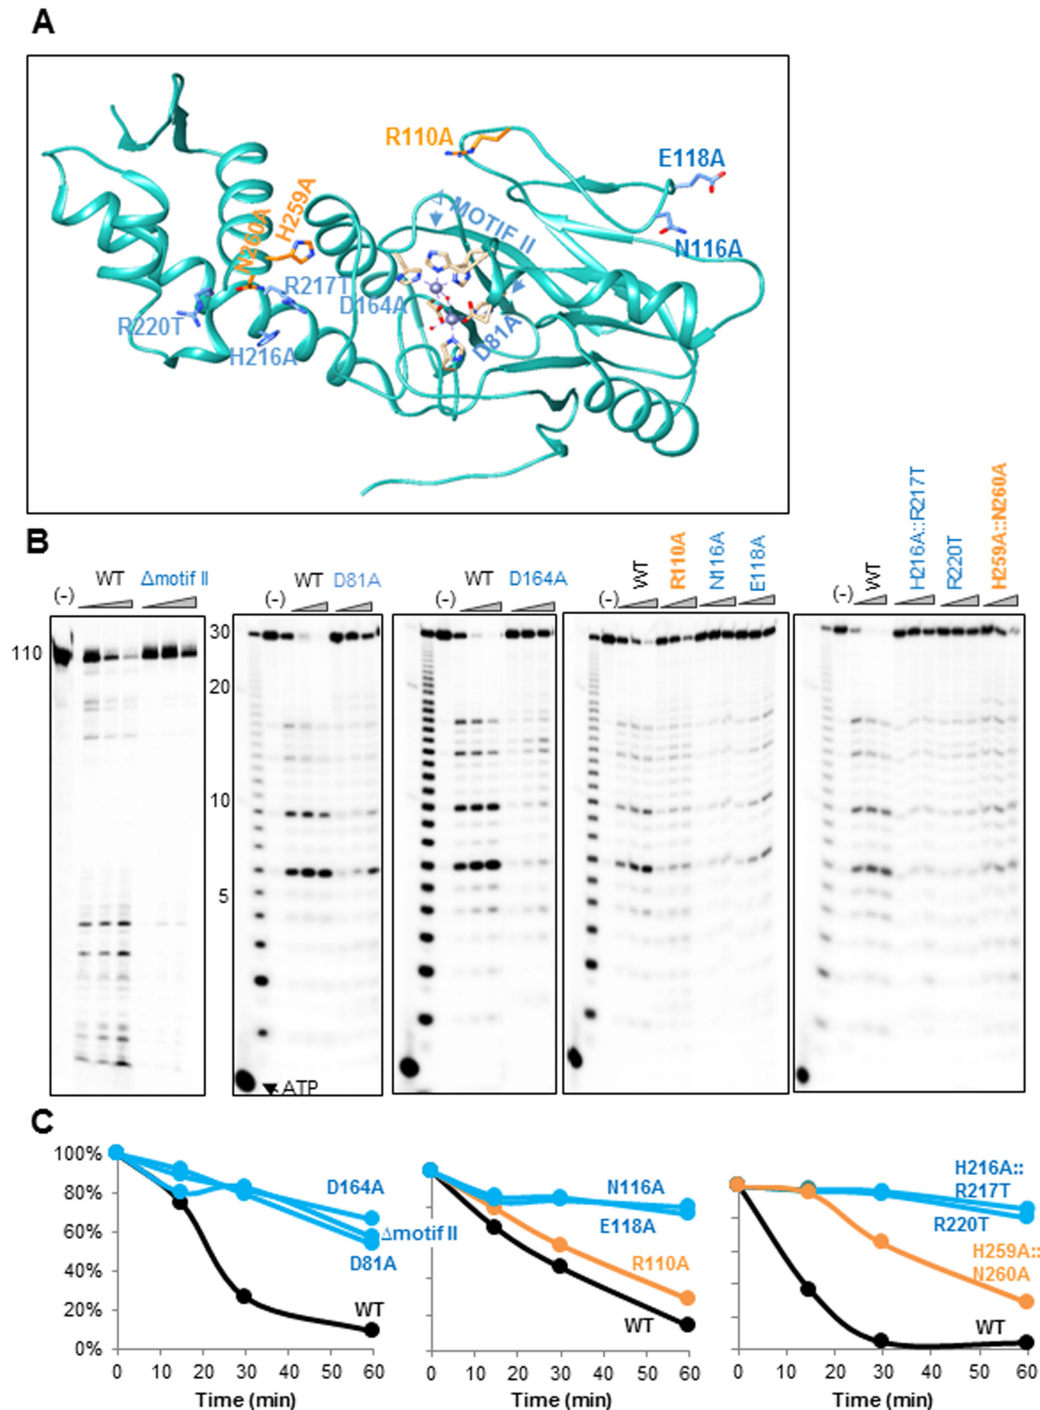 A
R110A
E118A
Δ MOTIF II
N260A
H259A
N116A
R217T
D164A
R220T
D81A
H216A
B
(-) WT Δmotif II
(-) WT D81A
(-) WT D164A
(-) WT R110A N116A E118A
(-) WT H216A::R217T R220T H259A::N260A
110
30
20
10
5
ATP
C
100%
80%
60%
40%
20%
0%
D164A
Δmotif II
D81A
WT
0 10 20 30 40 50 60
Time (min)
N116A
E118A
R110A
WT
0 10 20 30 40 50 60
Time (min)
H216A::
R217T
R220T
H259A::
N260A
WT
0 10 20 30 40 50 60
Time (min)